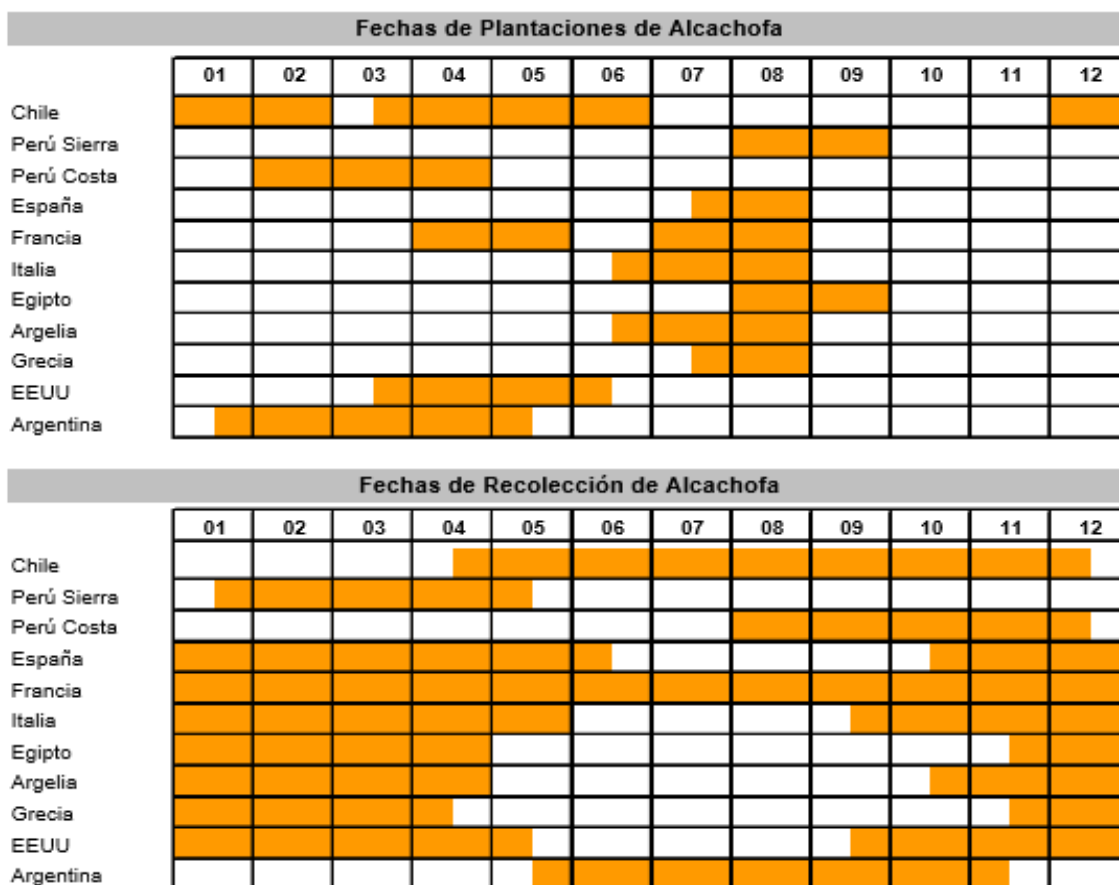 Fechas de Plantaciones de Alcachofa
01 02 03 04 05 06 07 08 09 10 11 12
Chile
Perú Sierra
Perú Costa
España
Francia
Italia
Egipto
Argelia
Grecia
EEUU
Argentina
Fechas de Recolección de Alcachofa
01 02 03 04 05 06 07 08 09 10 11 12
Chile
Perú Sierra
Perú Costa
España
Francia
Italia
Egipto
Argelia
Grecia
EEUU
Argentina